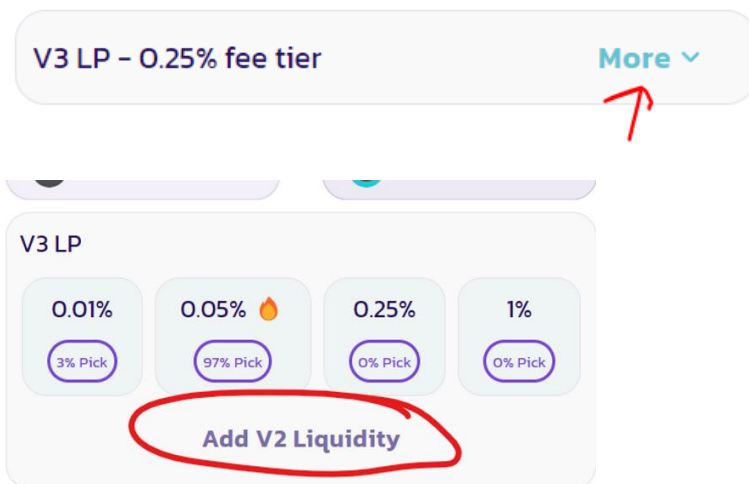 V3 LP - 0.25% fee tier More
V3 LP
0.01% 0.05% 0.25% 1%
3% Pick 97% Pick 0% Pick 0% Pick
Add V2 Liquidity